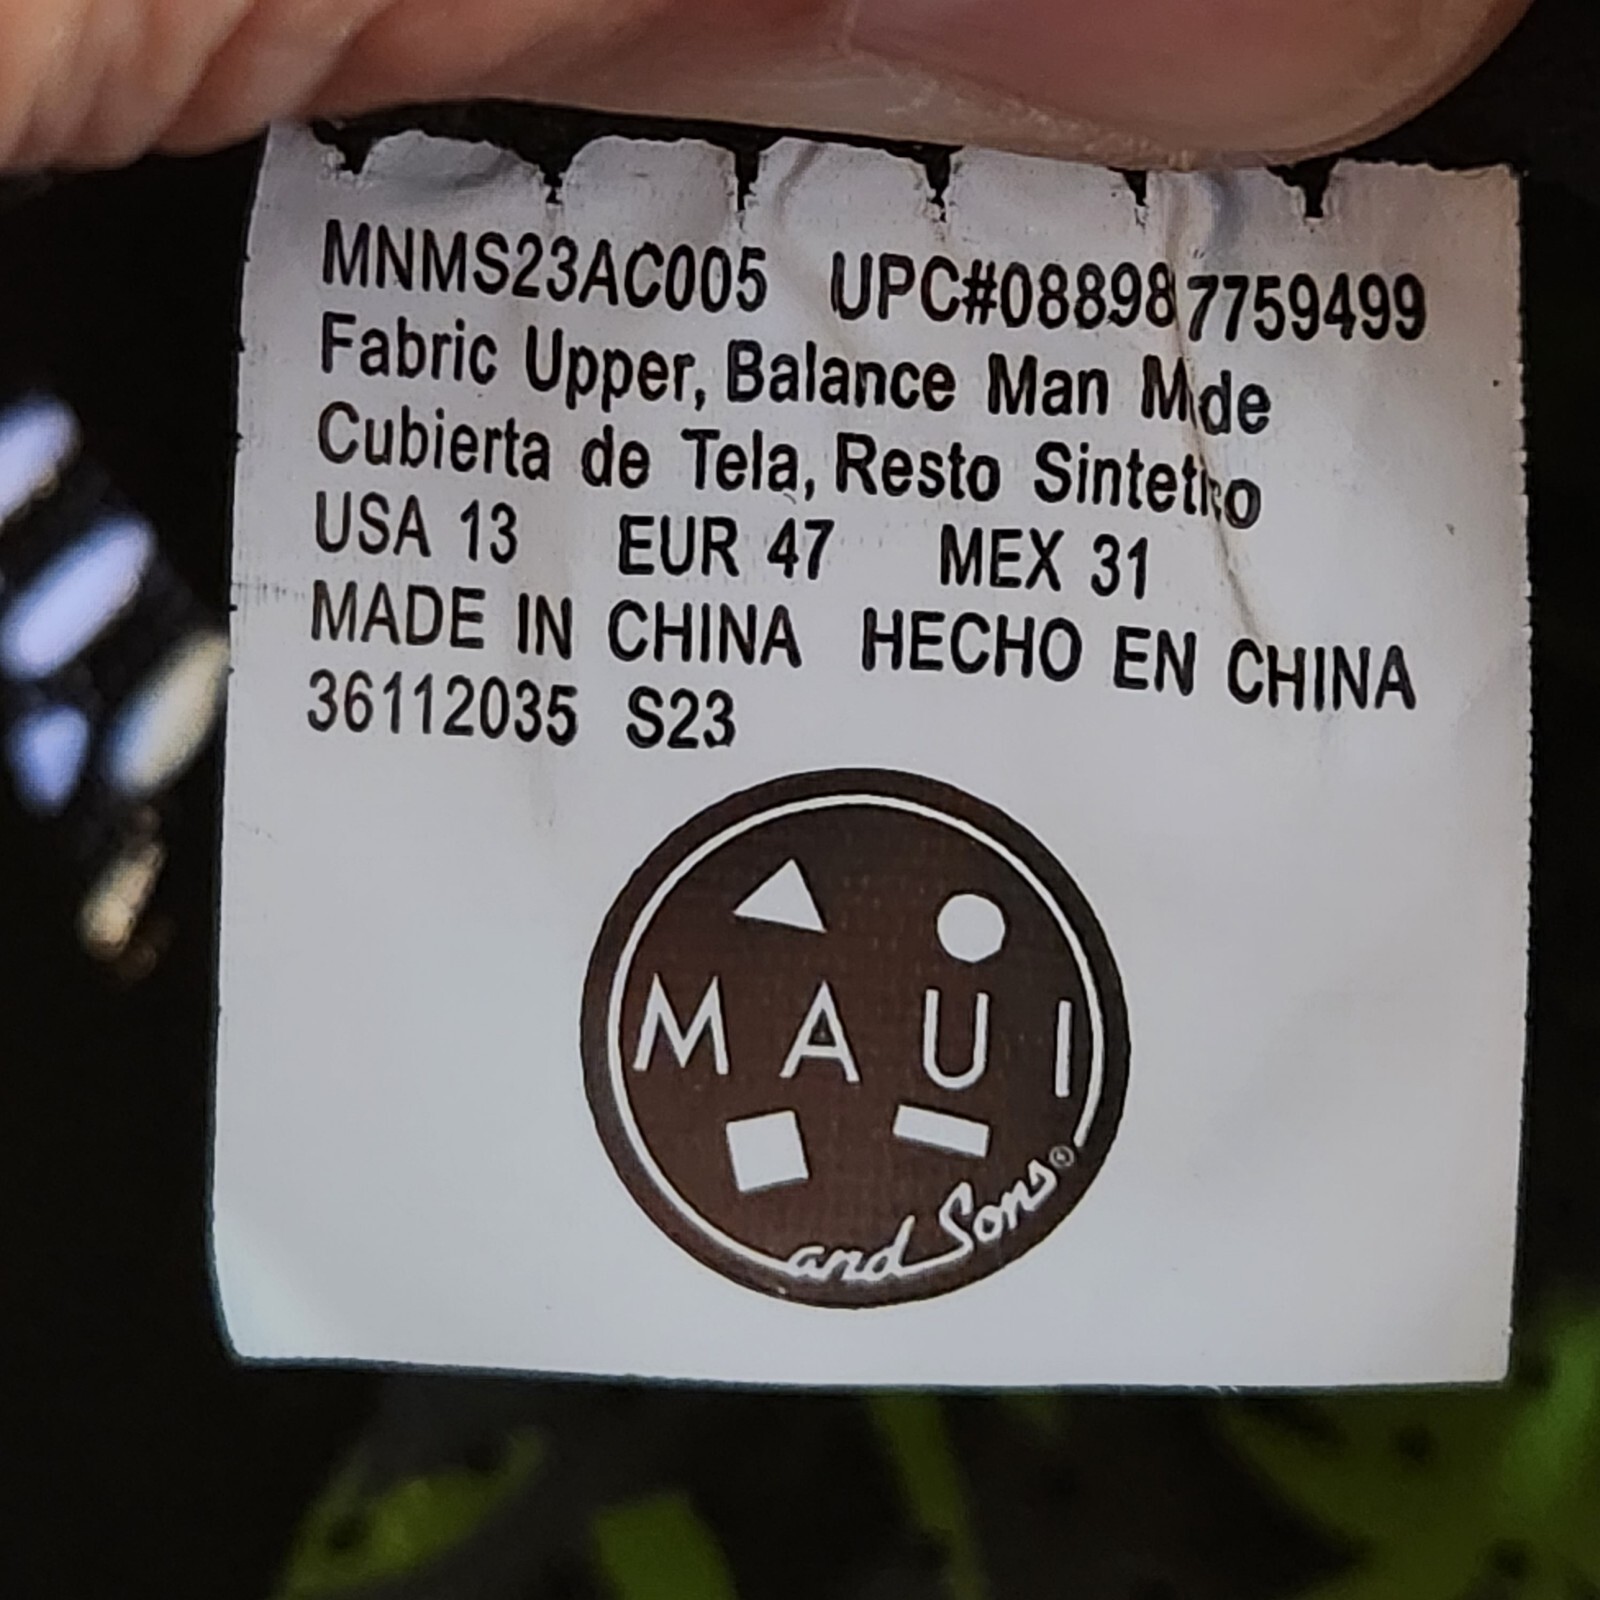 MNMS23AC005 UPC#088987759499
Fabric Upper, Balance Man Mde
Cubierta de Tela, Resto Sintetico
USA 13 EUR 47 MEX 31
MADE IN CHINA HECHO EN CHINA
36112035 S23
MAUI
and Sons®